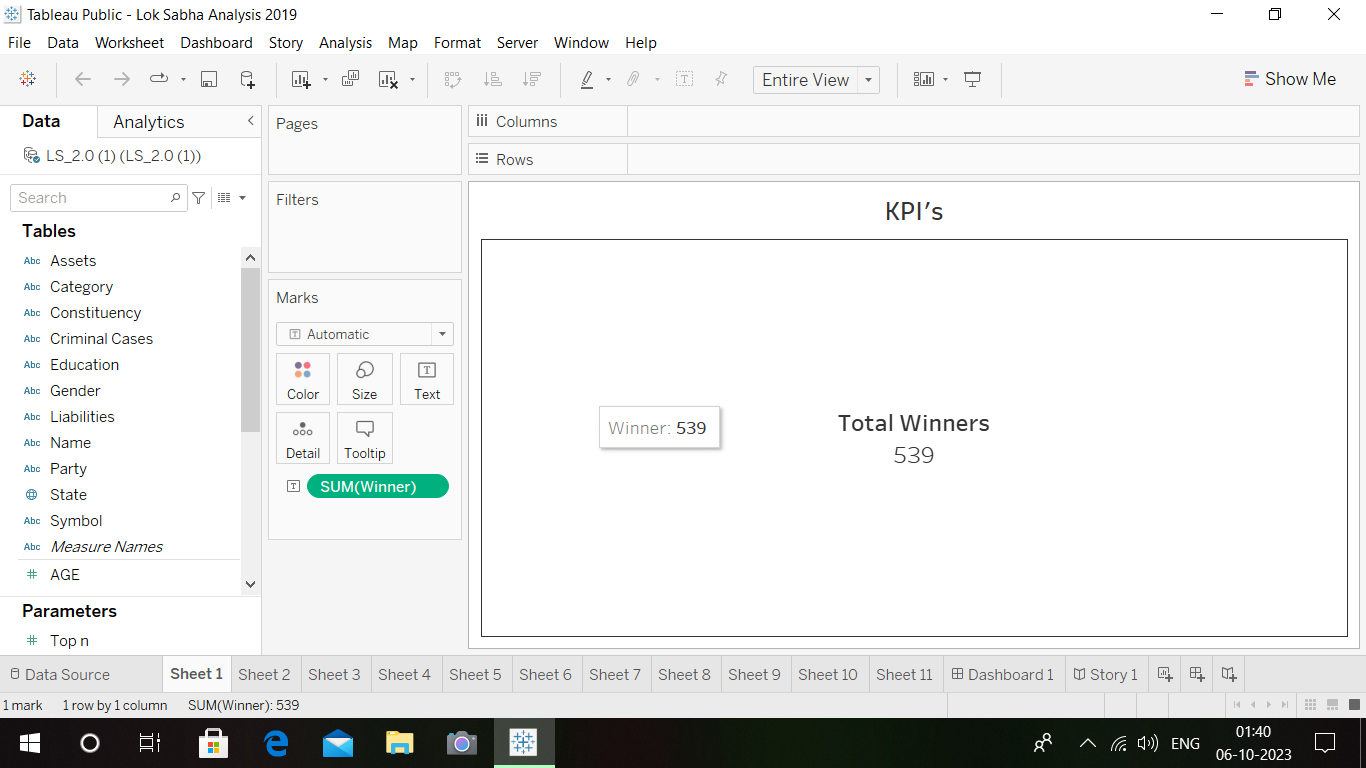 Tableau Public - Lok Sabha Analysis 2019
File Data Worksheet Dashboard Story Analysis Map Format Server Window Help
Entire View
Show Me
Data Analytics
LS_2.0 (1) (LS_2.0 (1))
Search
Tables
Abc Assets
Abc Category
Abc Constituency
Abc Criminal Cases
Abc Education
Abc Gender
Abc Liabilities
Abc Name
Abc Party
State
Abc Symbol
Abc Measure Names
# AGE
Parameters
# Top n
Pages
Filters
Marks
T Automatic
Color Size T Text
Detail Tooltip
T SUM(Winner)
Columns
Rows
KPI’s
Winner: 539
Total Winners
539
Data Source Sheet 1 Sheet 2 Sheet 3 Sheet 4 Sheet 5 Sheet 6 Sheet 7 Sheet 8 Sheet 9 Sheet 10 Sheet 11 Dashboard 1 Story 1
1 mark 1 row by 1 column SUM(Winner): 539
ENG
01:40
06-10-2023